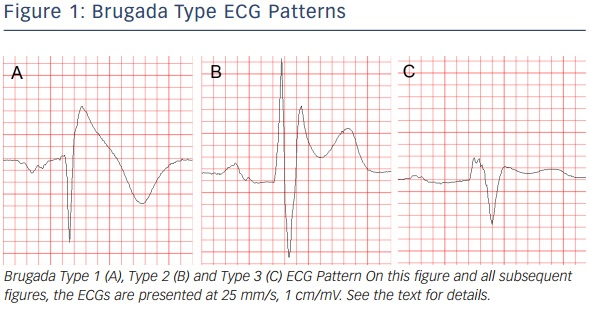 Figure 1: Brugada Type ECG Patterns
A
B
C
Brugada Type 1 (A), Type 2 (B) and Type 3 (C) ECG Pattern On this figure and all subsequent
figures, the ECGs are presented at 25 mm/s, 1 cm/mV. See the text for details.